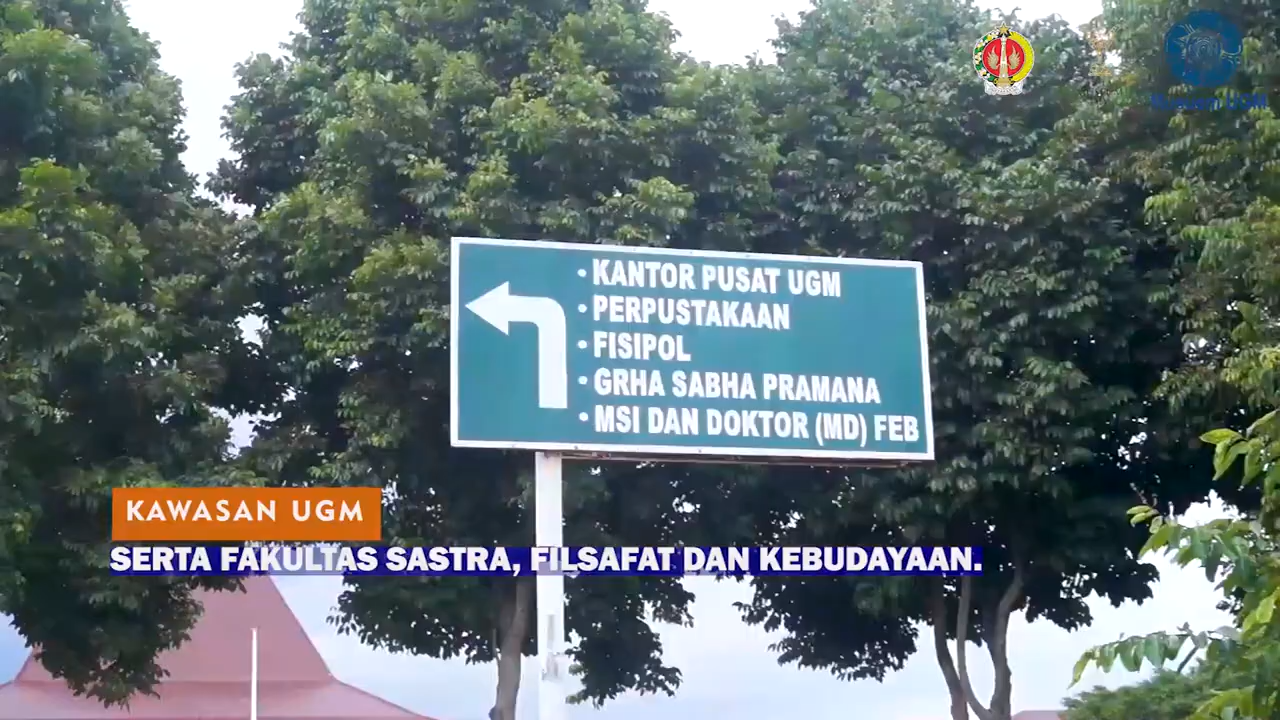 • KANTOR PUSAT UGM
• PERPUSTAKAAN
• FISIPOL
• GRHA SABHA PRAMANA
• MSI DAN DOKTOR (MD) FEB
KAWASAN UGM
SERTA FAKULTAS SASTRA, FILSAFAT DAN KEBUDAYAAN.